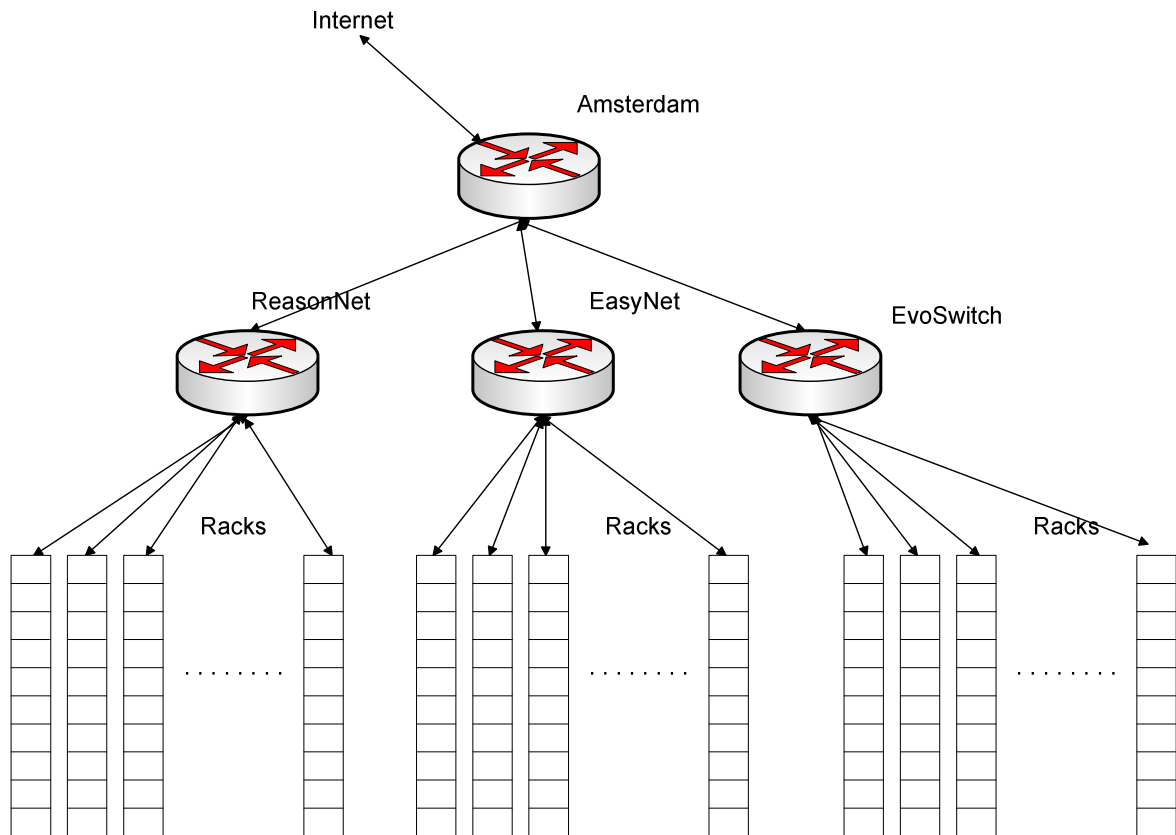 Internet
Amsterdam
ReasonNet
EasyNet
EvoSwitch
Racks
Racks
Racks
. . . . . . . .
. . . . . . . .
. . . . . . . .